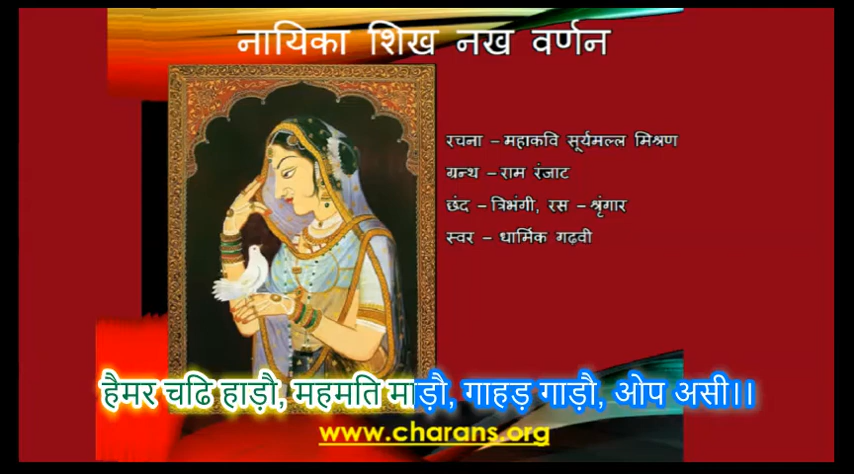 नायिका शिख नख वर्णन
रचना – महाकवि सूर्यमल्ल मिश्रण
ग्रन्थ – राम रंजाट
छंद – त्रिभंगी, रस – श्रृंगार
स्वर – धार्मिक गढ़वी
हैमर चढि हाड़ौ, महमति माड़ौ, गाहड़ गाड़ौ, ओप असी।।
www.charans.org